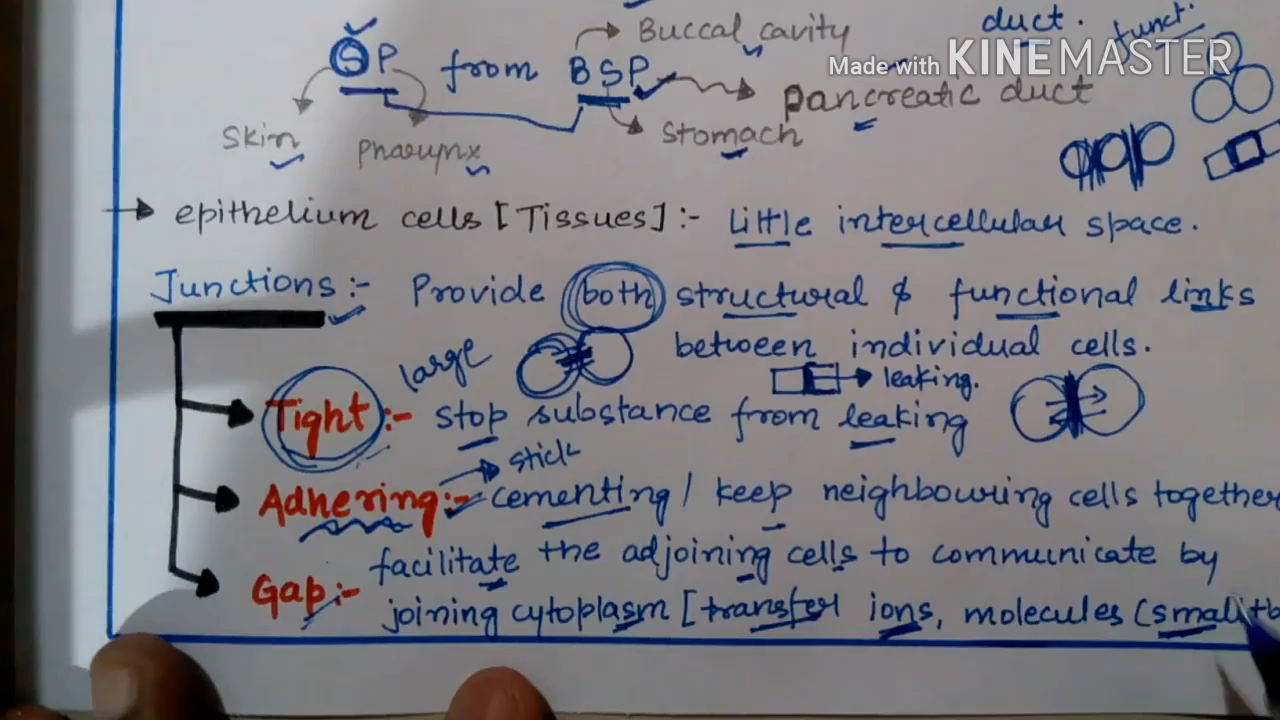 Buccal cavity duct. funct.
Made with KINEMASTER
SP from BSP
pancreatic duct
Skin Pharynx Stomach
→ epithelium cells [Tissues] :- Little intercellular space.
Junctions :- Provide both structural & functional links
between individual cells.
large
leaking.
Tight :- stop substance from leaking
stick
Adhering :- cementing / keep neighbouring cells together
Gap :- facilitate the adjoining cells to communicate by
joining cytoplasm [transfer ions, molecules (small